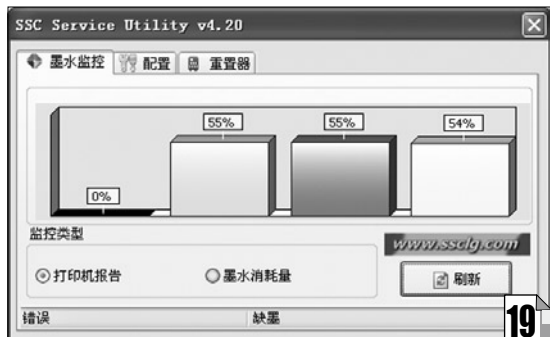 SSC Service Utility v4.20
墨水监控 配置 重置器
55% 55% 54%
0%
监控类型
www.ssclg.com
打印机报告 墨水消耗量 刷新
错误 缺墨
19